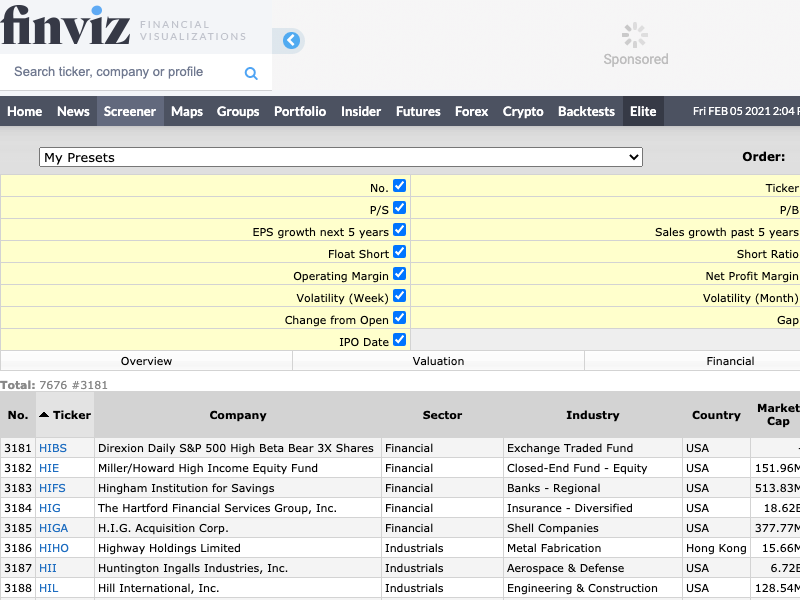 finviz FINANCIAL VISUALIZATIONS
Search ticker, company or profile
Sponsored
Home News Screener Maps Groups Portfolio Insider Futures Forex Crypto Backtests Elite Fri FEB 05 2021 2:04 P
My Presets Order:
No. Ticker
P/S P/B
EPS growth next 5 years Sales growth past 5 years
Float Short Short Ratio
Operating Margin Net Profit Margin
Volatility (Week) Volatility (Month)
Change from Open Gap
IPO Date
Overview Valuation Financial
Total: 7676 #3181
No. Ticker Company Sector Industry Country Market Cap
3181 HIBS Direxion Daily S&P 500 High Beta Bear 3X Shares Financial Exchange Traded Fund USA -
3182 HIE Miller/Howard High Income Equity Fund Financial Closed-End Fund - Equity USA 151.96M
3183 HIFS Hingham Institution for Savings Financial Banks - Regional USA 513.83M
3184 HIG The Hartford Financial Services Group, Inc. Financial Insurance - Diversified USA 18.62B
3185 HIGA H.I.G. Acquisition Corp. Financial Shell Companies USA 377.77M
3186 HIHO Highway Holdings Limited Industrials Metal Fabrication Hong Kong 15.66M
3187 HII Huntington Ingalls Industries, Inc. Industrials Aerospace & Defense USA 6.72B
3188 HIL Hill International, Inc. Industrials Engineering & Construction USA 128.54M